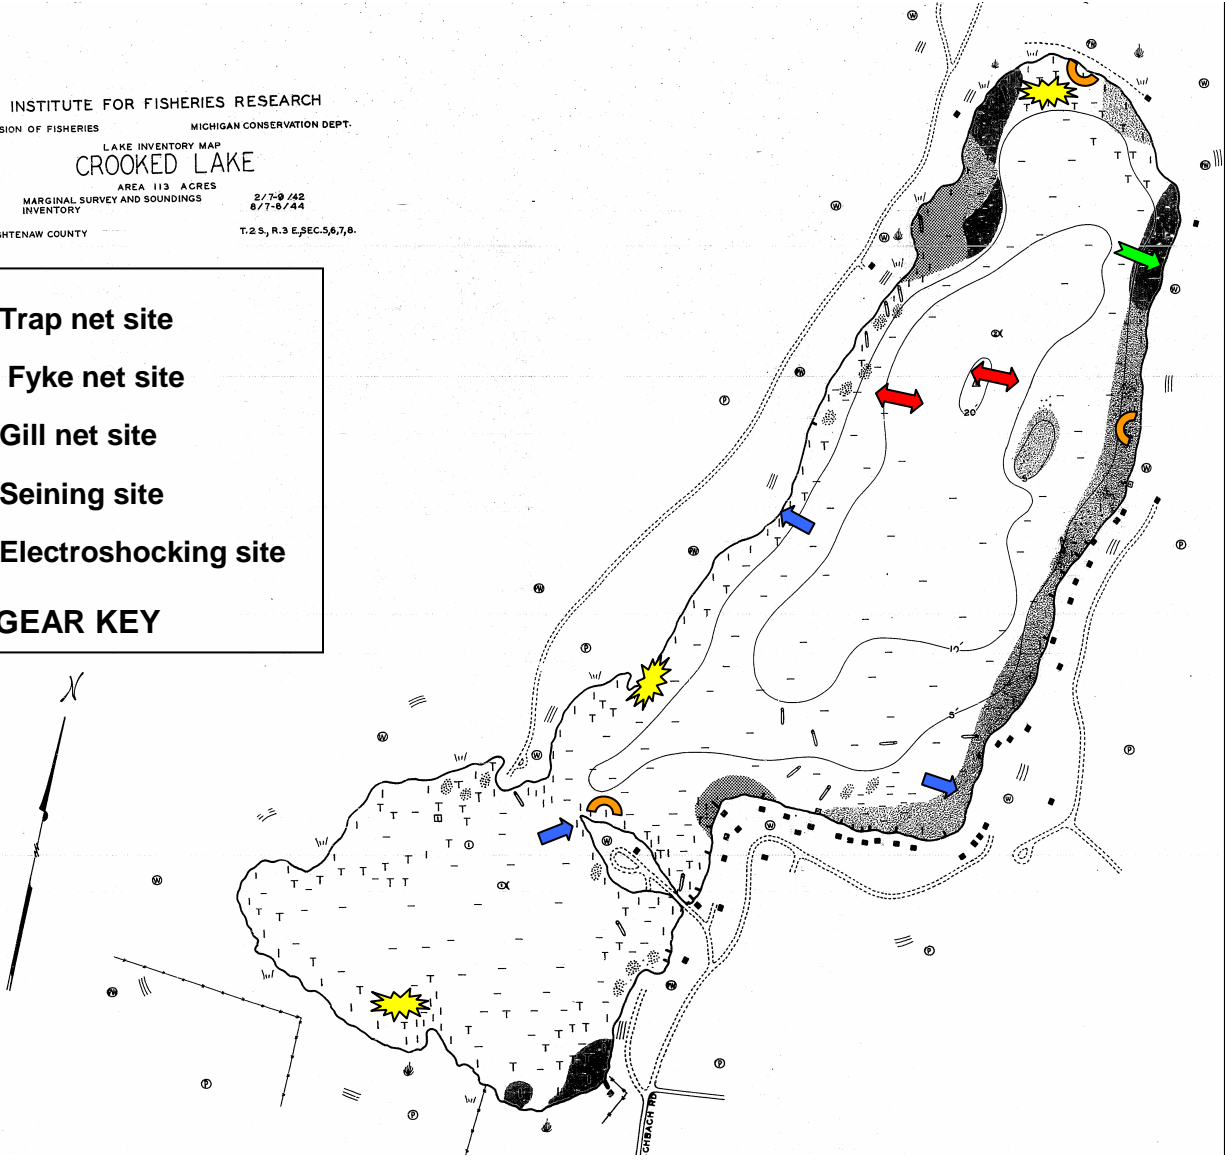 INSTITUTE FOR FISHERIES RESEARCH
SION OF FISHERIES MICHIGAN CONSERVATION DEPT.
LAKE INVENTORY MAP
CROOKED LAKE
AREA 113 ACRES
MARGINAL SURVEY AND SOUNDINGS 2/7-9/42
INVENTORY 8/7-8/44
HTENAW COUNTY T.2 S., R.3 E., SEC.5,6,7,8.
Trap net site
Fyke net site
Gill net site
Seining site
Electroshocking site
GEAR KEY
N
20'
5'
5'
GHBACH RD